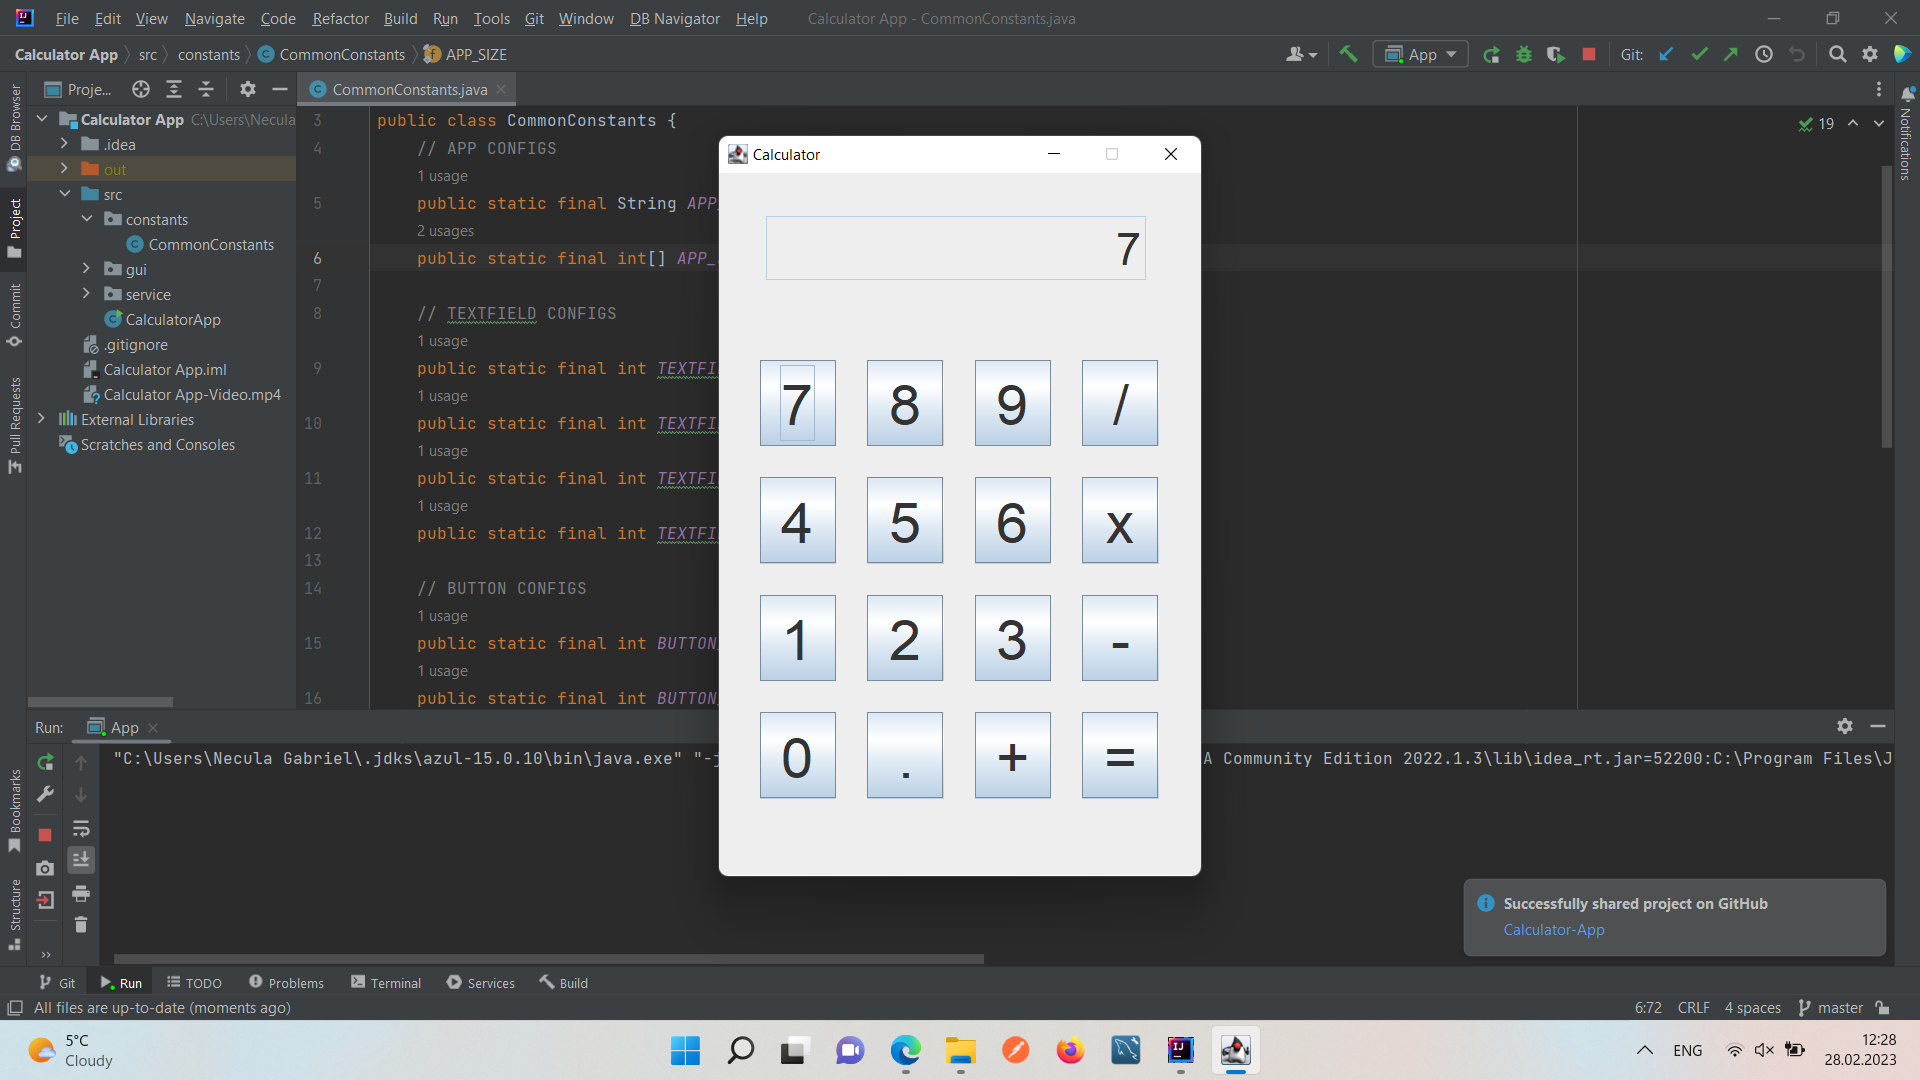 File Edit View Navigate Code Refactor Build Run Tools Git Window DB Navigator Help Calculator App - CommonConstants.java
Calculator App src constants CommonConstants APP_SIZE App Git:
Proje... CommonConstants.java
DB Browser
Project
Commit
Pull Requests
Bookmarks
Structure
Notifications
Calculator App C:\Users\Necula
.idea
out
src
constants
CommonConstants
gui
service
CalculatorApp
.gitignore
Calculator App.iml
Calculator App-Video.mp4
External Libraries
Scratches and Consoles
19
3 public class CommonConstants {
4 // APP CONFIGS
1 usage
5 public static final String APP_
2 usages
6 public static final int[] APP_
7
8 // TEXTFIELD CONFIGS
1 usage
9 public static final int TEXTFI
1 usage
10 public static final int TEXTFI
1 usage
11 public static final int TEXTFI
1 usage
12 public static final int TEXTFI
13
14 // BUTTON CONFIGS
1 usage
15 public static final int BUTTON_
1 usage
16 public static final int BUTTON_
Calculator
7
7 8 9 /
4 5 6 x
1 2 3 -
0 . + =
Run: App
"C:\Users\Necula Gabriel\.jdks\azul-15.0.10\bin\java.exe" "-j A Community Edition 2022.1.3\lib\idea_rt.jar=52200:C:\Program Files\J
Successfully shared project on GitHub
Calculator-App
Git Run TODO Problems Terminal Services Build
All files are up-to-date (moments ago) 6:72 CRLF 4 spaces master
5°C
Cloudy
ENG
12:28
28.02.2023